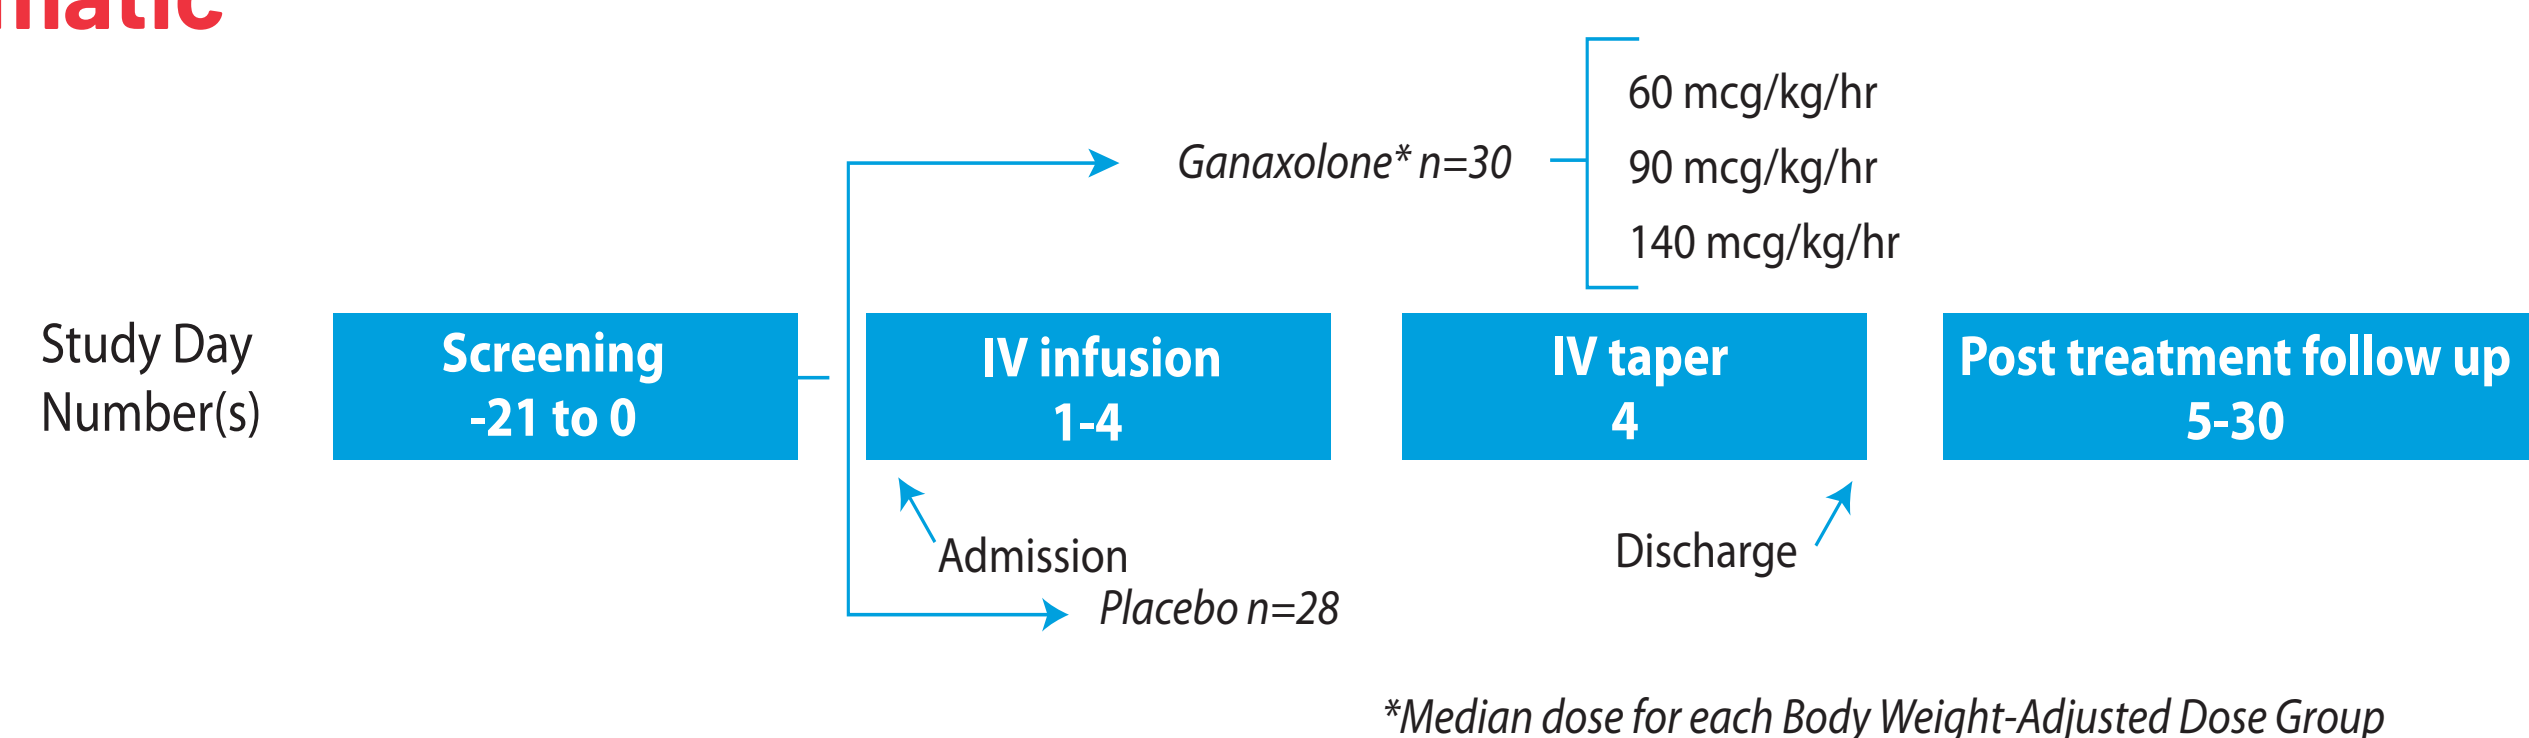 60 mcg/kg/hr
Ganaxolone* n=30
90 mcg/kg/hr
140 mcg/kg/hr
Study Day
Number(s)
Screening
-21 to 0
IV infusion
1-4
IV taper
4
Post treatment follow up
5-30
Admission
Discharge
Placebo n=28
*Median dose for each Body Weight-Adjusted Dose Group